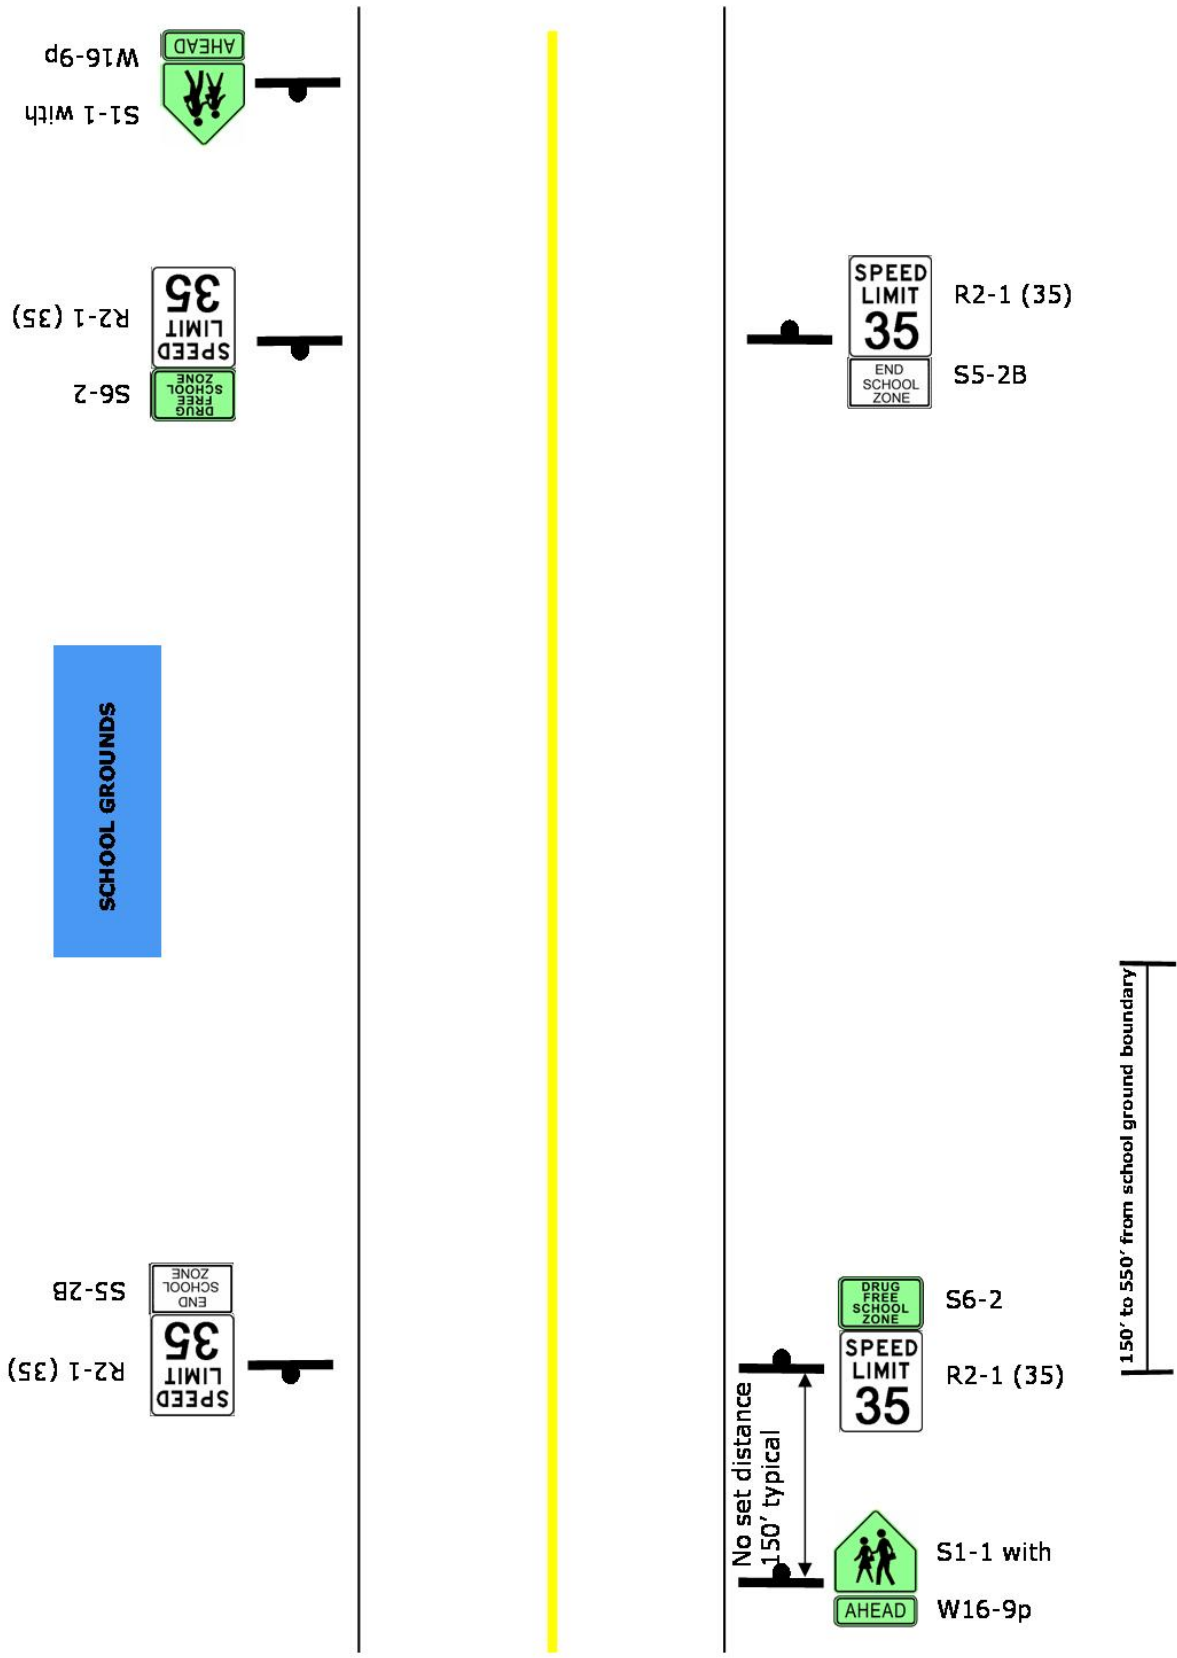 W16-9p
AHEAD
S1-1 with
SPEED
LIMIT
35
R2-1 (35)
DRUG
FREE
SCHOOL
ZONE
S6-2
SPEED
LIMIT
35
R2-1 (35)
END
SCHOOL
ZONE
S5-2B
SCHOOL GROUNDS
150’ to 550’ from school ground boundary
END
SCHOOL
ZONE
S5-2B
SPEED
LIMIT
35
R2-1 (35)
DRUG
FREE
SCHOOL
ZONE
S6-2
SPEED
LIMIT
35
R2-1 (35)
No set distance
150’ typical
S1-1 with
AHEAD
W16-9p